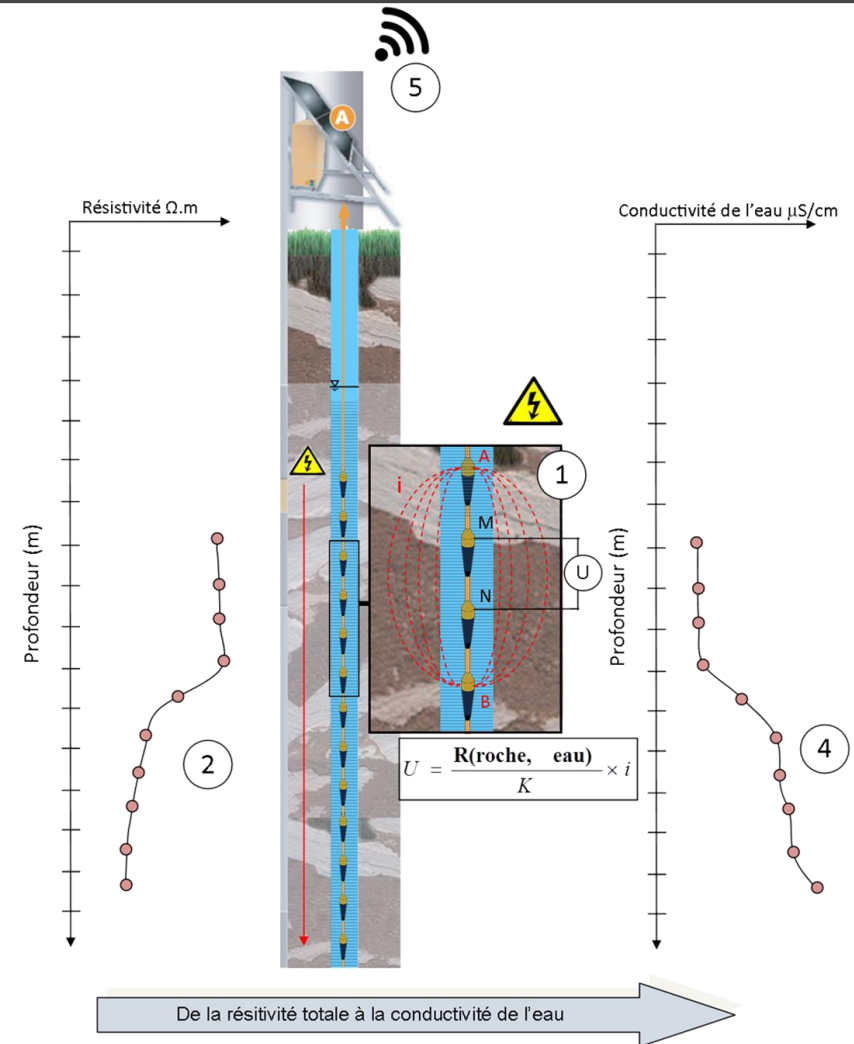 5
A
Résistivité Ω.m
Conductivité de l'eau µS/cm
A
1
i
M
U
N
B
Profondeur (m)
Profondeur (m)
2
4
U = R(roche, eau) / K × i
De la résitivité totale à la conductivité de l'eau